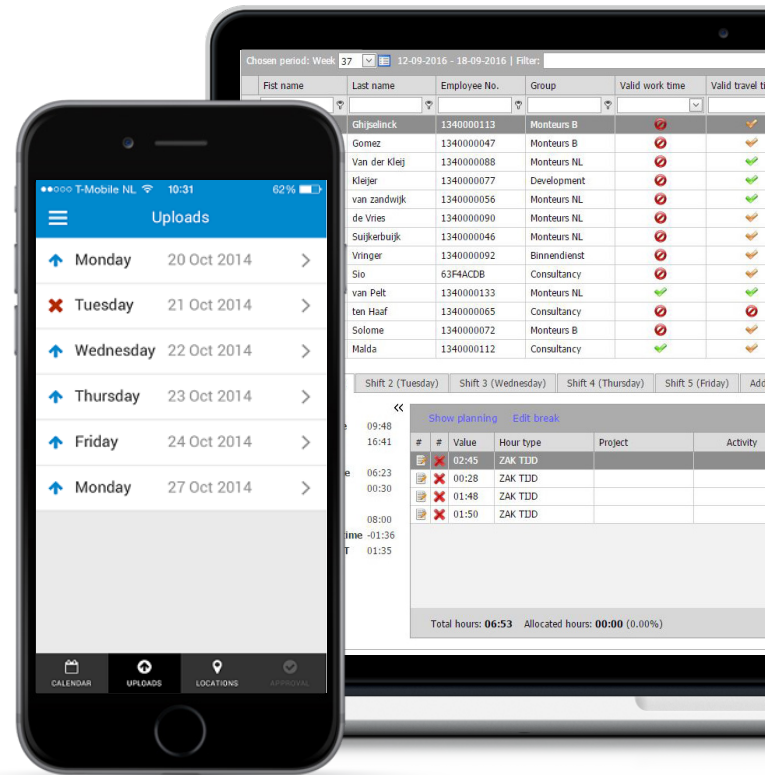 Chosen period: Week 37 12-09-2016 - 18-09-2016 | Filter:
Fist name Last name Employee No. Group Valid work time Valid travel ti
Ghijselinck 1340000113 Monteurs B
Gomez 1340000047 Monteurs B
Van der Kleij 1340000088 Monteurs NL
Kleijer 1340000077 Development
van zandwijk 1340000056 Monteurs NL
de Vries 1340000090 Monteurs NL
Suijkerbuijk 1340000046 Monteurs NL
Vringer 1340000092 Binnendienst
Sio 63F4ACDB Consultancy
van Pelt 1340000133 Monteurs NL
ten Haaf 1340000065 Consultancy
Solome 1340000072 Monteurs B
Malda 1340000112 Consultancy
Shift 2 (Tuesday) Shift 3 (Wednesday) Shift 4 (Thursday) Shift 5 (Friday) Add
09:48
16:41
06:23
00:30
08:00
ime -01:36
T 01:35
Show planning Edit break
# # Value Hour type Project Activity
02:45 ZAK TIJD
00:28 ZAK TIJD
01:48 ZAK TIJD
01:50 ZAK TIJD
Total hours: 06:53 Allocated hours: 00:00 (0.00%)
T-Mobile NL 10:31 62%
Uploads
Monday 20 Oct 2014
Tuesday 21 Oct 2014
Wednesday 22 Oct 2014
Thursday 23 Oct 2014
Friday 24 Oct 2014
Monday 27 Oct 2014
CALENDAR UPLOADS LOCATIONS APPROVAL